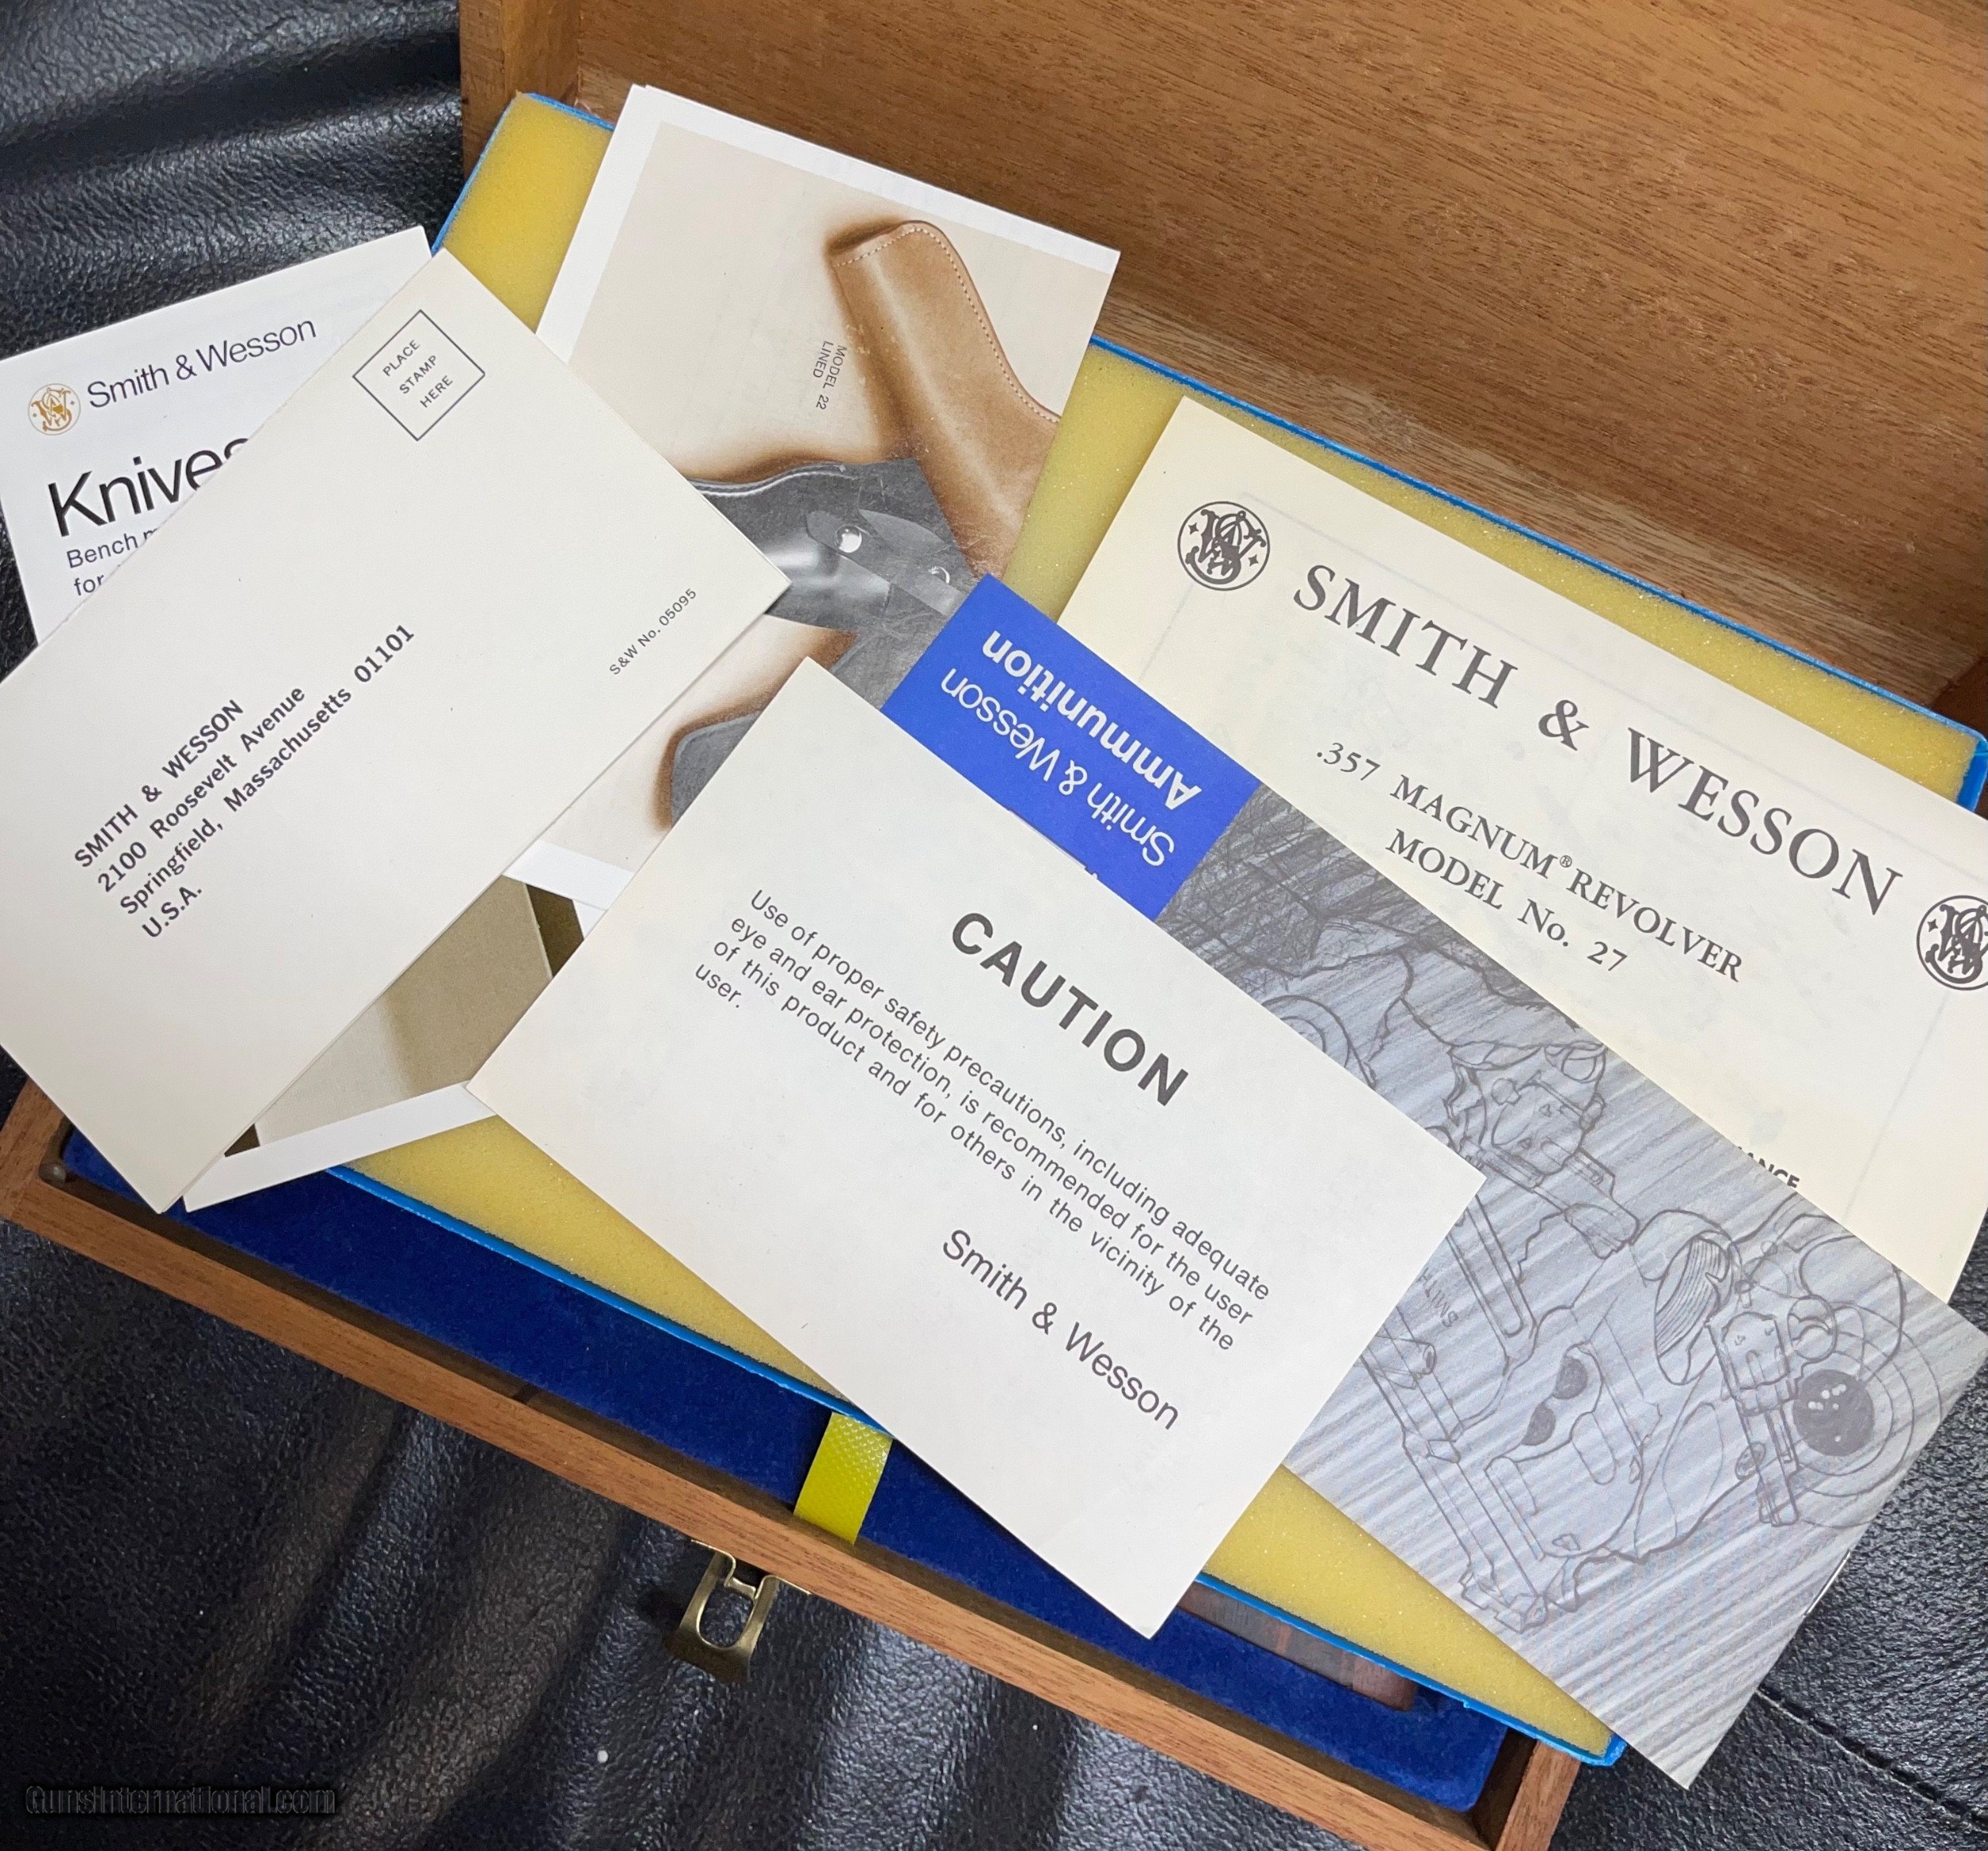 Smith & Wesson
Knives
Bench
for
PLACE
STAMP
HERE
SMITH & WESSON
2100 Roosevelt Avenue
Springfield, Massachusetts 01101
U.S.A.
S&W No. 05095
MODEL 22
LINED
Smith & Wesson
Ammunition
SMITH & WESSON
.357 MAGNUM® REVOLVER
MODEL No. 27
CAUTION
Use of proper safety precautions, including adequate
eye and ear protection, is recommended for the user
of this product and for others in the vicinity of the
user.
Smith & Wesson
GunsInternational.com